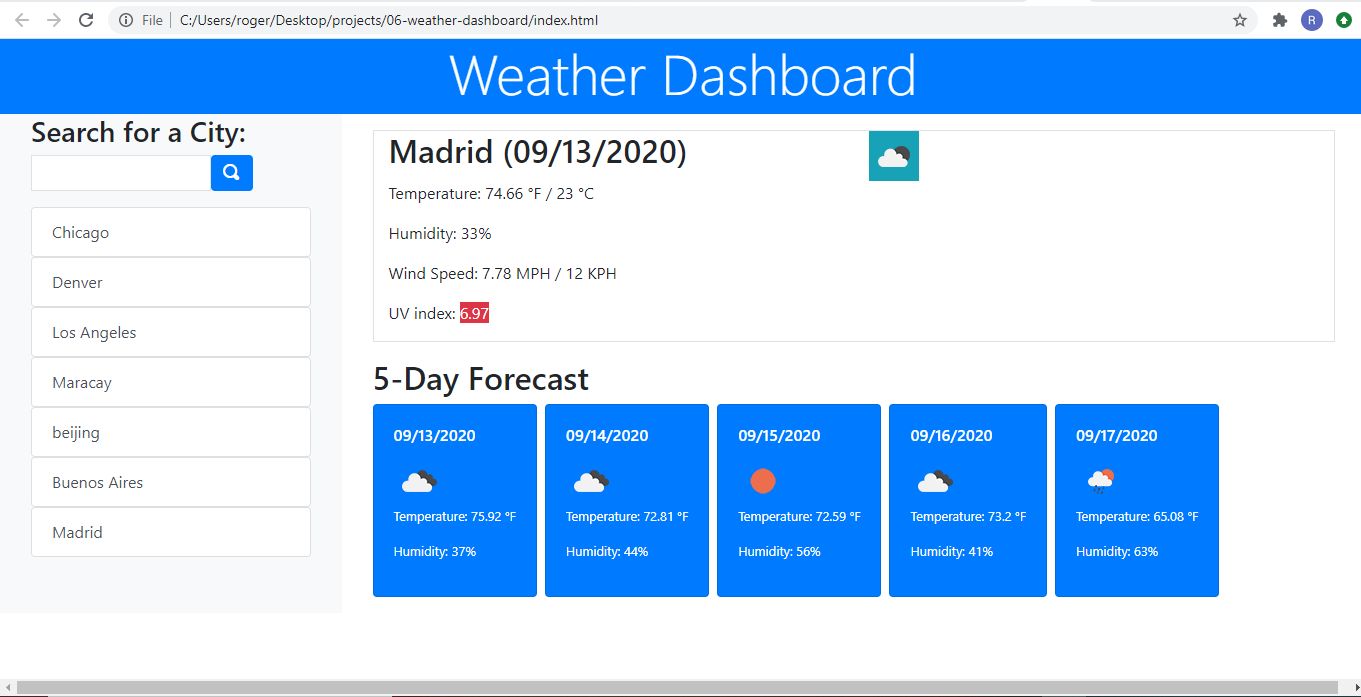 File
C:/Users/roger/Desktop/projects/06-weather-dashboard/index.html
R
Weather Dashboard
Search for a City:
Chicago
Denver
Los Angeles
Maracay
beijing
Buenos Aires
Madrid
Madrid (09/13/2020)
Temperature: 74.66 °F / 23 °C
Humidity: 33%
Wind Speed: 7.78 MPH / 12 KPH
UV index: 6.97
5-Day Forecast
09/13/2020
Temperature: 75.92 °F
Humidity: 37%
09/14/2020
Temperature: 72.81 °F
Humidity: 44%
09/15/2020
Temperature: 72.59 °F
Humidity: 56%
09/16/2020
Temperature: 73.2 °F
Humidity: 41%
09/17/2020
Temperature: 65.08 °F
Humidity: 63%